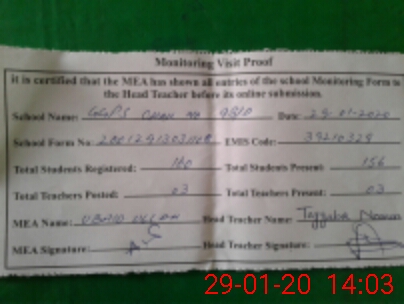 Monitoring Visit Proof
it is certified that the MEA has shown all entries of the school Monitoring Form to
the Head Teacher before its online submission.
School Name: GGPS Chah Date: 29-01-2020
School Form No: EMIS Code: 39210329
Total Students Registered: 160 Total Students Present: 156
Total Teachers Posted: 03 Total Teachers Present: 03
MEA Name: Head Teacher Name: Tayyaba
MEA Signature: Head Teacher Signature:
29-01-20 14:03